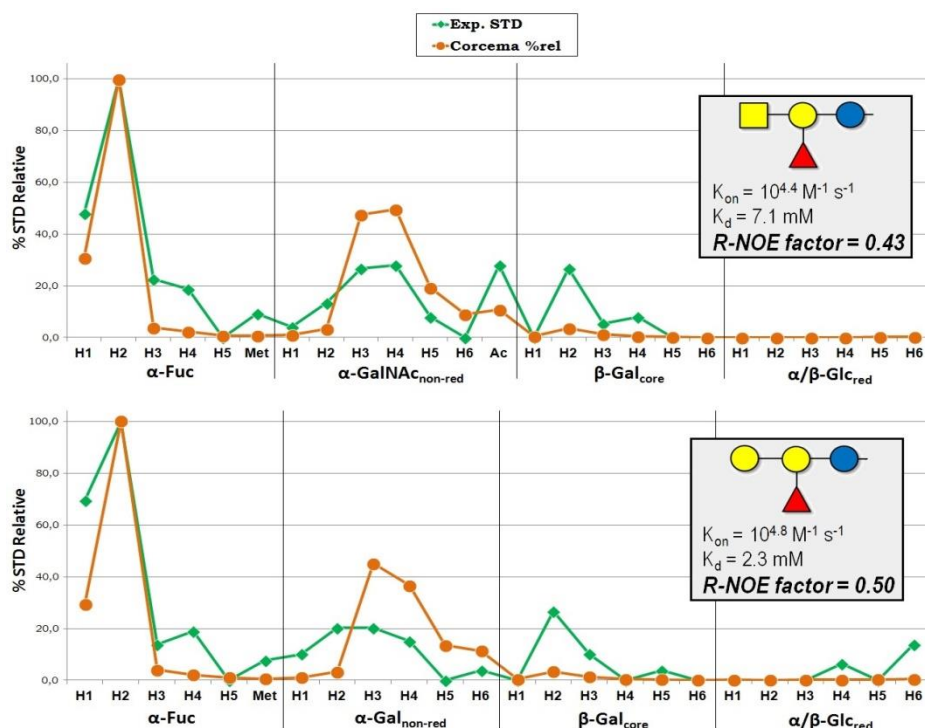 Exp. STD
Corcema %rel
% STD Relative
100,0
80,0
60,0
40,0
20,0
0,0
K_on = 10^4.4 M^-1 s^-1
K_d = 7.1 mM
R-NOE factor = 0.43
H1 H2 H3 H4 H5 Met H1 H2 H3 H4 H5 H6 Ac H1 H2 H3 H4 H5 H6 H1 H2 H3 H4 H5 H6
α-Fuc α-GalNAc_non-red β-Gal_core α/β-Glc_red
% STD Relative
100,0
80,0
60,0
40,0
20,0
0,0
K_on = 10^4.8 M^-1 s^-1
K_d = 2.3 mM
R-NOE factor = 0.50
H1 H2 H3 H4 H5 Met H1 H2 H3 H4 H5 H6 H1 H2 H3 H4 H5 H6 H1 H2 H3 H4 H5 H6
α-Fuc α-Gal_non-red β-Gal_core α/β-Glc_red